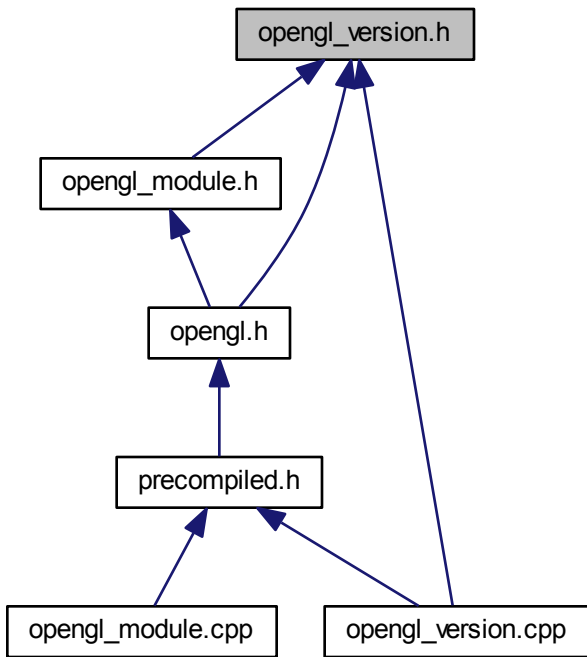 opengl_version.h
opengl_module.h
opengl.h
precompiled.h
opengl_module.cpp
opengl_version.cpp